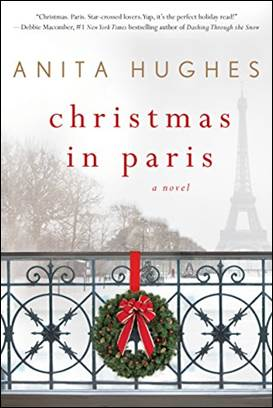 "Christmas. Paris. Star-crossed lovers. Yup, it's the perfect holiday read!"
—Debbie Macomber, #1 New York Times bestselling author of Dashing Through the Snow
ANITA HUGHES
christmas
in paris
a novel